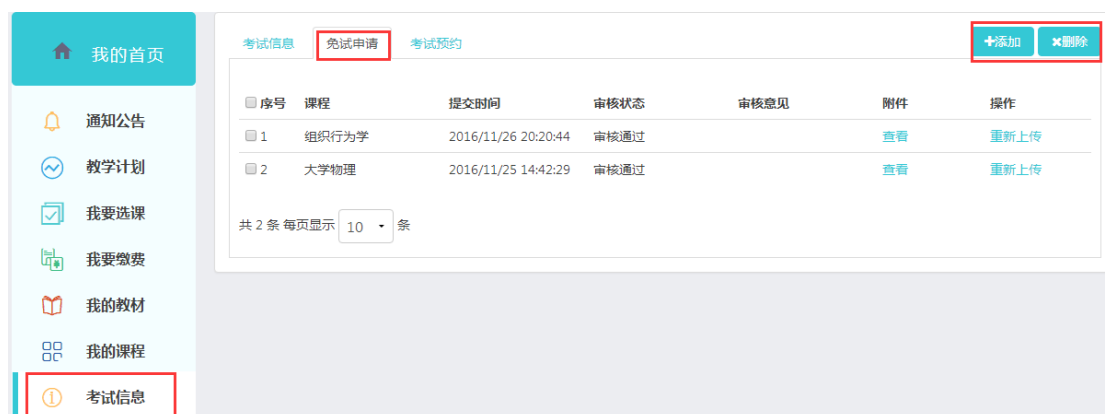 我的首页
通知公告
教学计划
我要选课
我要缴费
我的教材
我的课程
考试信息
考试信息 免试申请 考试预约
添加 删除
序号 课程 提交时间 审核状态 审核意见 附件 操作
1 组织行为学 2016/11/26 20:20:44 审核通过 查看 重新上传
2 大学物理 2016/11/25 14:42:29 审核通过 查看 重新上传
共 2 条 每页显示 10 条